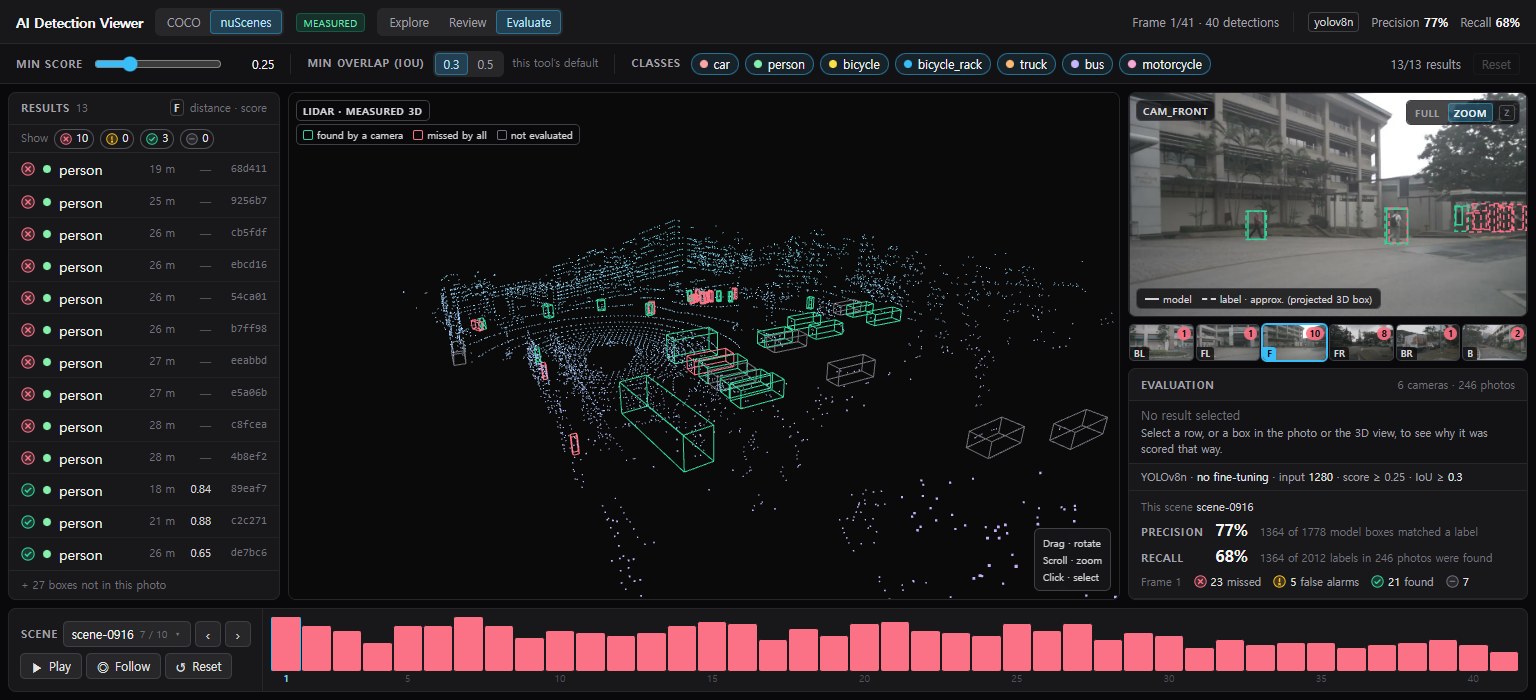 AI Detection Viewer COCO nuScenes MEASURED Explore Review Evaluate Frame 1/41 · 40 detections yolov8n Precision 77% Recall 68%
MIN SCORE 0.25 MIN OVERLAP (IOU) 0.3 0.5 this tool's default CLASSES car person bicycle bicycle_rack truck bus motorcycle 13/13 results Reset
RESULTS 13 F distance · score
Show 10 0 3 0
person 19 m — 68d411
person 25 m — 9256b7
person 26 m — cb5fdf
person 26 m — ebcd16
person 26 m — 54ca01
person 26 m — b7ff98
person 27 m — eeabbd
person 27 m — e5a06b
person 28 m — c8fcea
person 28 m — 4b8ef2
person 18 m 0.84 89eaf7
person 21 m 0.88 c2c271
person 26 m 0.65 de7bc6
+ 27 boxes not in this photo
LIDAR · MEASURED 3D
found by a camera missed by all not evaluated
Drag · rotate
Scroll · zoom
Click · select
CAM_FRONT FULL ZOOM Z
model label · approx. (projected 3D box)
1 1 10 8 1 2
BL FL F FR BR B
EVALUATION 6 cameras · 246 photos
No result selected
Select a row, or a box in the photo or the 3D view, to see why it was
scored that way.
YOLOv8n · no fine-tuning · input 1280 · score ≥ 0.25 · IoU ≥ 0.3
This scene scene-0916
PRECISION 77% 1364 of 1778 model boxes matched a label
RECALL 68% 1364 of 2012 labels in 246 photos were found
Frame 1 23 missed 5 false alarms 21 found 7
SCENE scene-0916 7 / 10 ‹ ›
Play Follow Reset
1 5 10 15 20 25 30 35 40